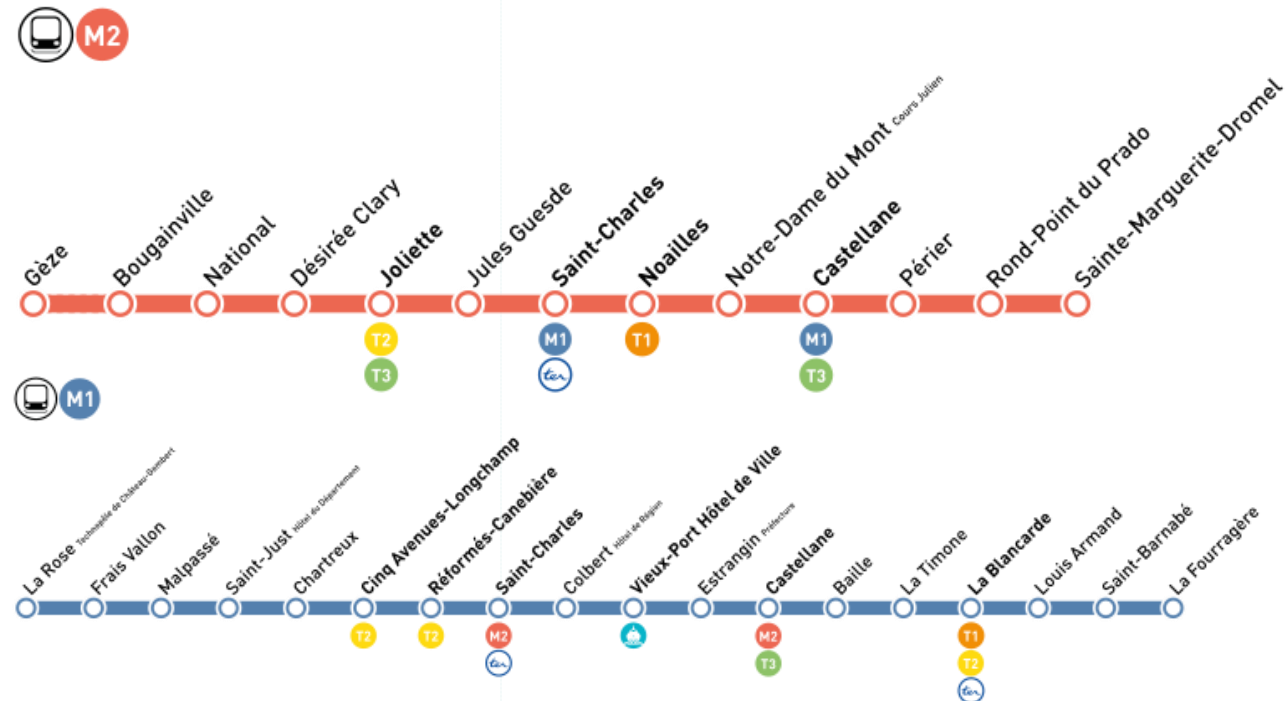 M2
Gèze
Bougainville
National
Désirée Clary
Joliette
Jules Guesde
Saint-Charles
Noailles
Notre-Dame du Mont Cours Julien
Castellane
Périer
Rond-Point du Prado
Sainte-Marguerite-Dromel
T2
T3
M1
ter
T1
M1
T3
M1
La Rose Technopôle de Château-Gombert
Frais Vallon
Malpassé
Saint-Just Hôtel du Département
Chartreux
Cinq Avenues-Longchamp
Réformés-Canebière
Saint-Charles
Colbert Hôtel de Région
Vieux-Port Hôtel de Ville
Estrangin Préfecture
Castellane
Baille
La Timone
La Blancarde
Louis Armand
Saint-Barnabé
La Fourragère
T2
T2
M2
ter
M2
T3
T1
T2
ter